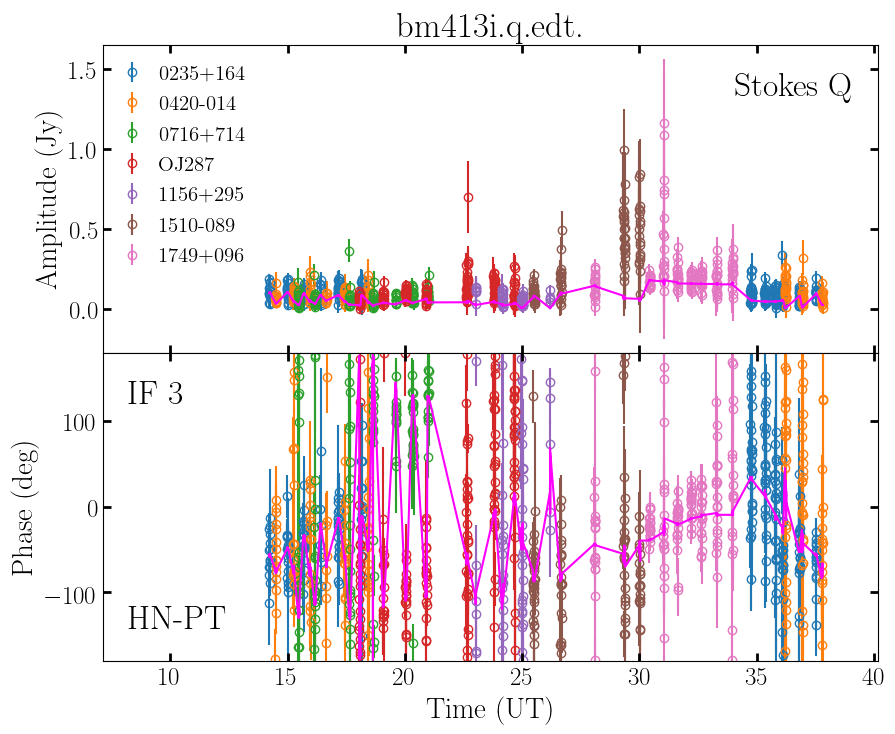 bm413i.q.edt.
Stokes Q
0235+164
0420-014
0716+714
OJ287
1156+295
1510-089
1749+096
Amplitude (Jy)
1.5
1.0
0.5
0.0
IF 3
HN-PT
Phase (deg)
100
0
−100
10
15
20
25
30
35
40
Time (UT)